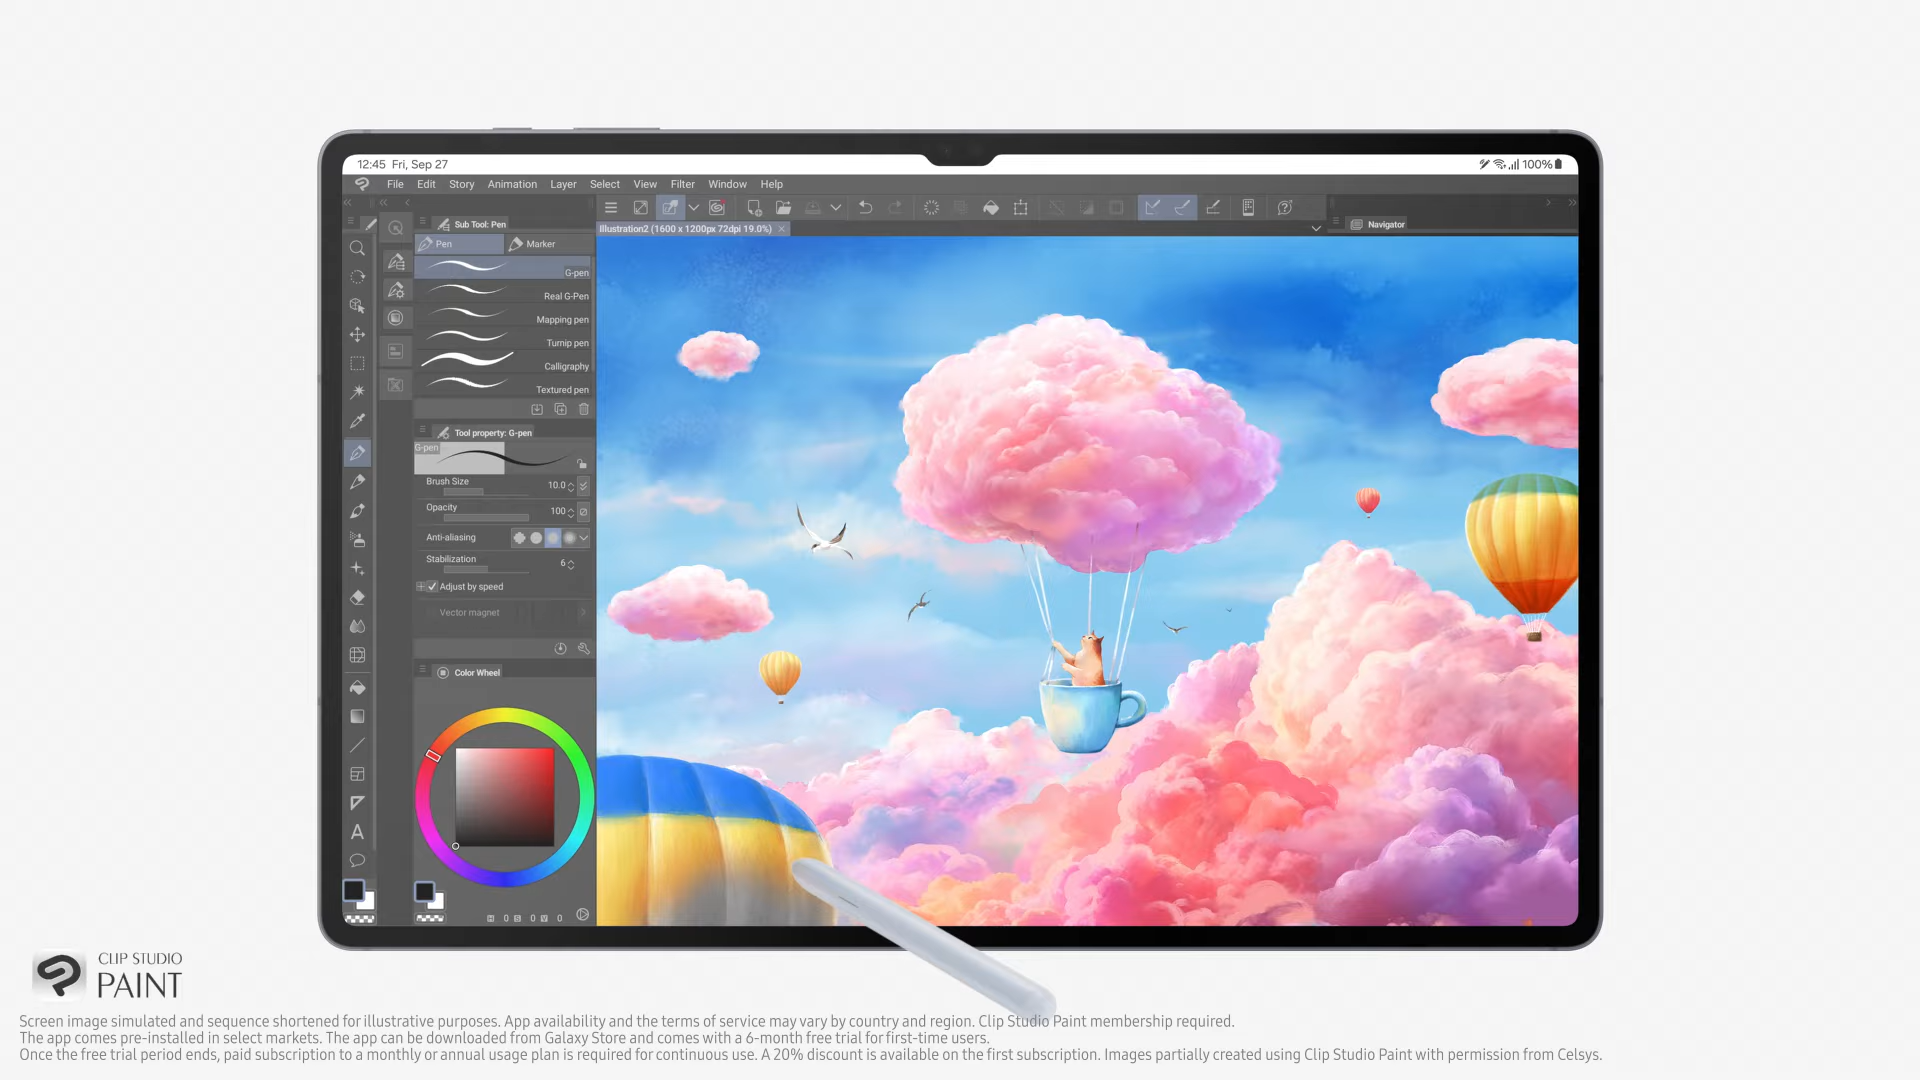 12:45 Fri, Sep 27
100%
File Edit Story Animation Layer Select View Filter Window Help
Sub Tool: Pen
Navigator
Illustration2 (1600 x 1200px 72dpi 19.0%)
Pen Marker
G-pen
Real G-Pen
Mapping pen
Turnip pen
Calligraphy
Textured pen
Tool property: G-pen
G-pen
Brush Size 10.0
Opacity 100
Anti-aliasing
Stabilization 6
Adjust by speed
Vector magnet
Color Wheel
A
H 0 S 0 V 0
CLIP STUDIO
PAINT
Screen image simulated and sequence shortened for illustrative purposes. App availability and the terms of service may vary by country and region. Clip Studio Paint membership required.
The app comes pre-installed in select markets. The app can be downloaded from Galaxy Store and comes with a 6-month free trial for first-time users.
Once the free trial period ends, paid subscription to a monthly or annual usage plan is required for continuous use. A 20% discount is available on the first subscription. Images partially created using Clip Studio Paint with permission from Celsys.